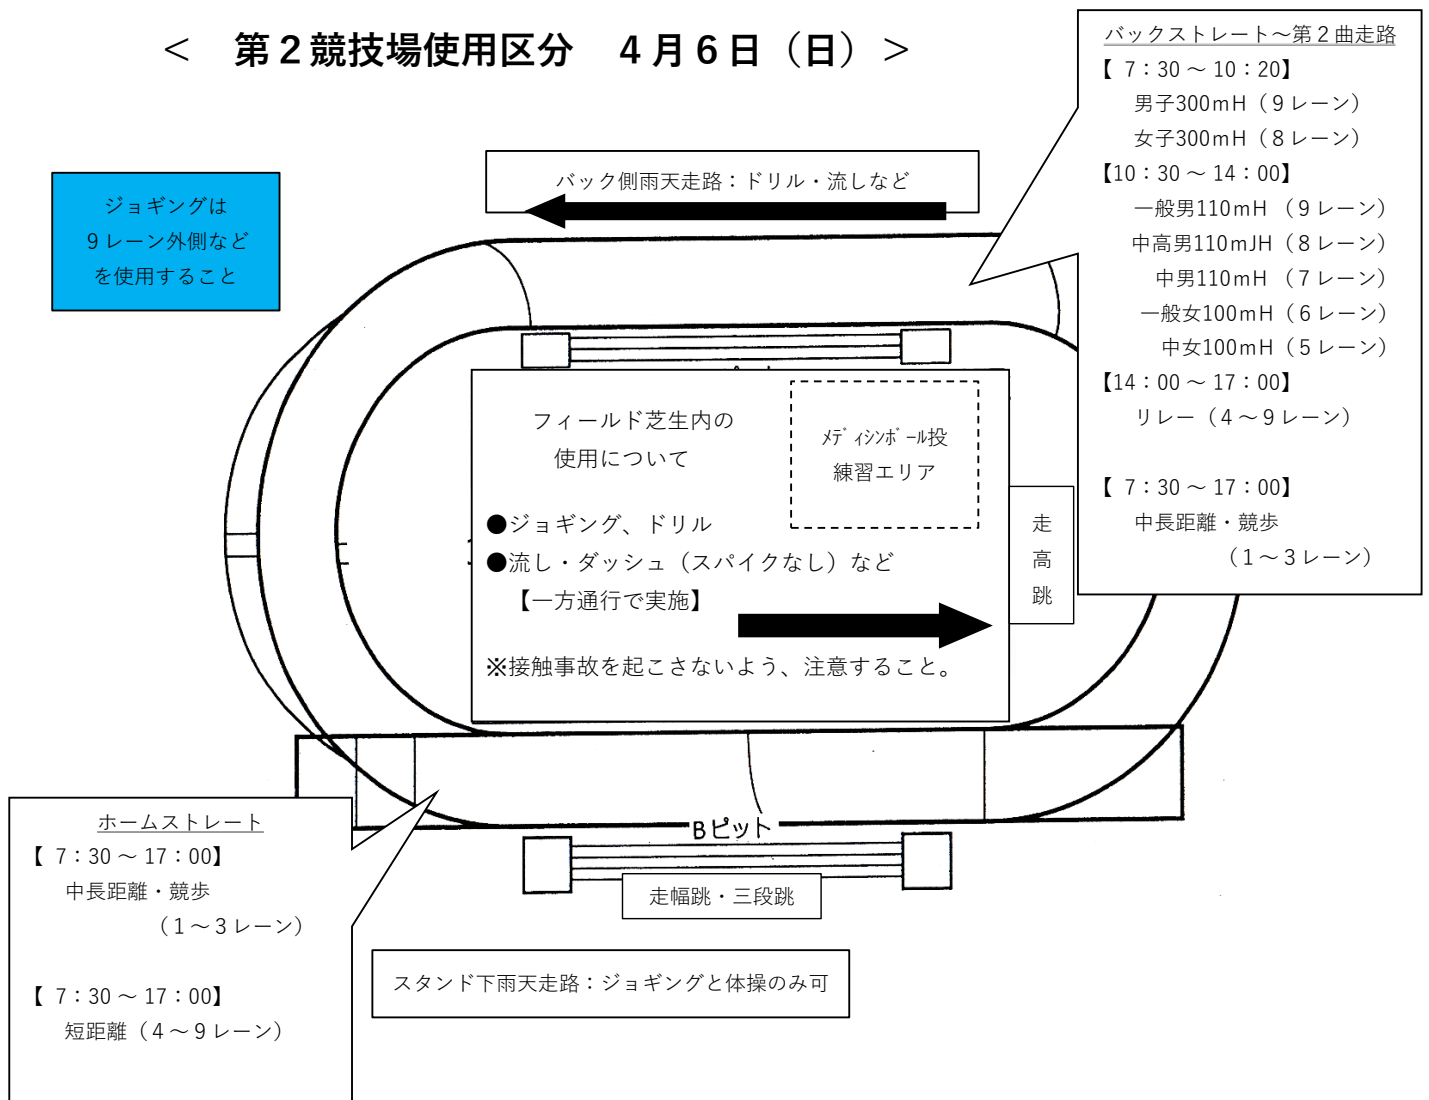 ＜　第２競技場使用区分　４月６日（日）＞
バックストレート～第２曲走路
【 7：30 ～ 10：20】
男子300mH（９レーン）
女子300mH（８レーン）
【10：30 ～ 14：00】
一般男110mH （９レーン）
中高男110mJH（８レーン）
中男110mH （７レーン）
一般女100mH（６レーン）
中女100mH（５レーン）
【14：00 ～ 17：00】
リレー（４～９レーン）
【 7：30 ～ 17：00】
中長距離・競歩
（１～３レーン）
バック側雨天走路：ドリル・流しなど
ジョギングは
９レーン外側など
を使用すること
フィールド芝生内の
使用について
ﾒﾃﾞｨｼﾝﾎﾞｰﾙ投
練習エリア
●ジョギング、ドリル
●流し・ダッシュ（スパイクなし）など
【一方通行で実施】
※接触事故を起こさないよう、注意すること。
走
高
跳
Ｂピット
走幅跳・三段跳
ホームストレート
【 7：30 ～ 17：00】
中長距離・競歩
（１～３レーン）
【 7：30 ～ 17：00】
短距離（４～９レーン）
スタンド下雨天走路：ジョギングと体操のみ可